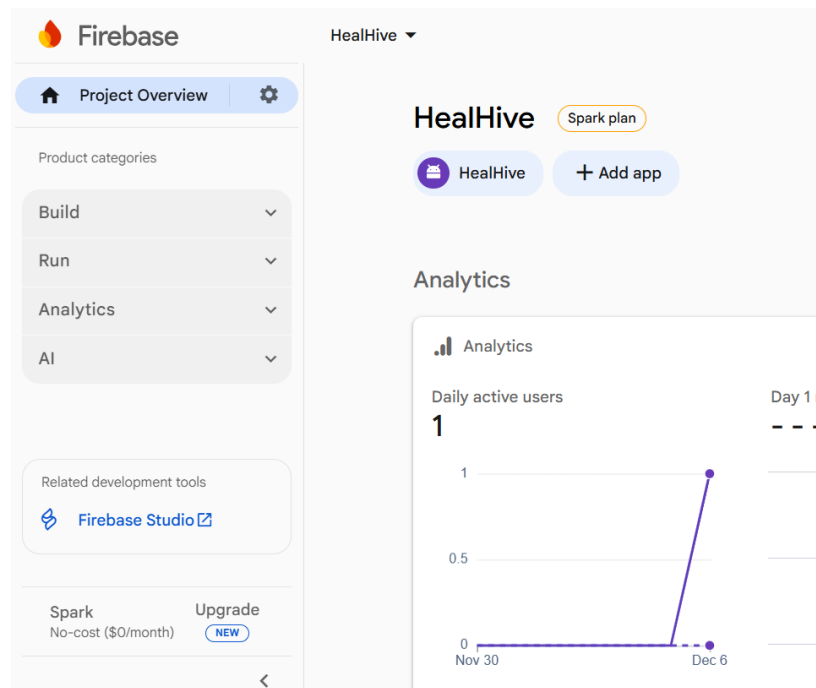 Firebase
HealHive
Project Overview
HealHive
Spark plan
HealHive
+ Add app
Product categories
Build
Run
Analytics
AI
Related development tools
Firebase Studio
Spark
No-cost ($0/month)
Upgrade
NEW
Analytics
Analytics
Daily active users
1
Day 1
1
0.5
0
Nov 30
Dec 6